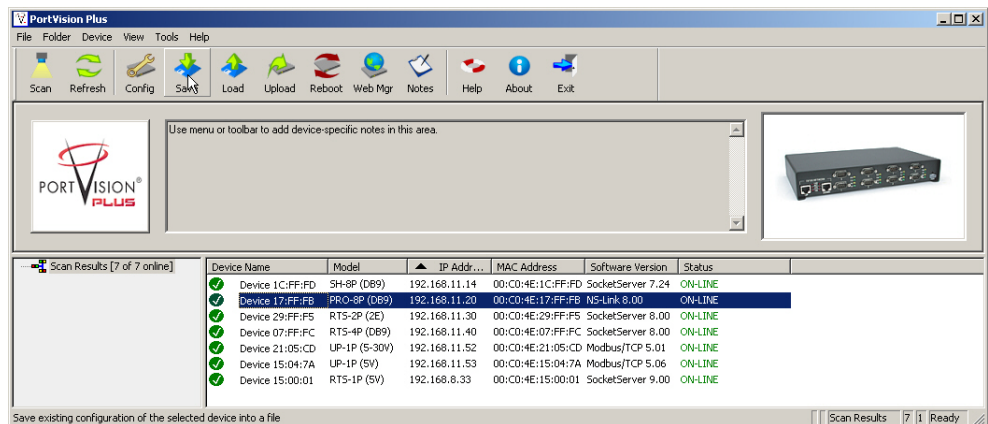 PortVision Plus
File Folder Device View Tools Help
Scan Refresh Config Save Load Upload Reboot Web Mgr Notes Help About Exit
Use menu or toolbar to add device-specific notes in this area.
PORT VISION®
PLUS
Scan Results [7 of 7 online]
Device Name Model IP Addr... MAC Address Software Version Status
Device 1C:FF:FD SH-8P (DB9) 192.168.11.14 00:C0:4E:1C:FF:FD SocketServer 7.24 ON-LINE
Device 17:FF:FB PRO-8P (DB9) 192.168.11.20 00:C0:4E:17:FF:FB NS-Link 8.00 ON-LINE
Device 29:FF:F5 RTS-2P (2E) 192.168.11.30 00:C0:4E:29:FF:F5 SocketServer 8.00 ON-LINE
Device 07:FF:FC RTS-4P (DB9) 192.168.11.40 00:C0:4E:07:FF:FC SocketServer 8.00 ON-LINE
Device 21:05:CD UP-1P (5-30V) 192.168.11.52 00:C0:4E:21:05:CD Modbus/TCP 5.01 ON-LINE
Device 15:04:7A UP-1P (5V) 192.168.11.53 00:C0:4E:15:04:7A Modbus/TCP 5.06 ON-LINE
Device 15:00:01 RTS-1P (5V) 192.168.8.33 00:C0:4E:15:00:01 SocketServer 9.00 ON-LINE
Save existing configuration of the selected device into a file
Scan Results 7 1 Ready